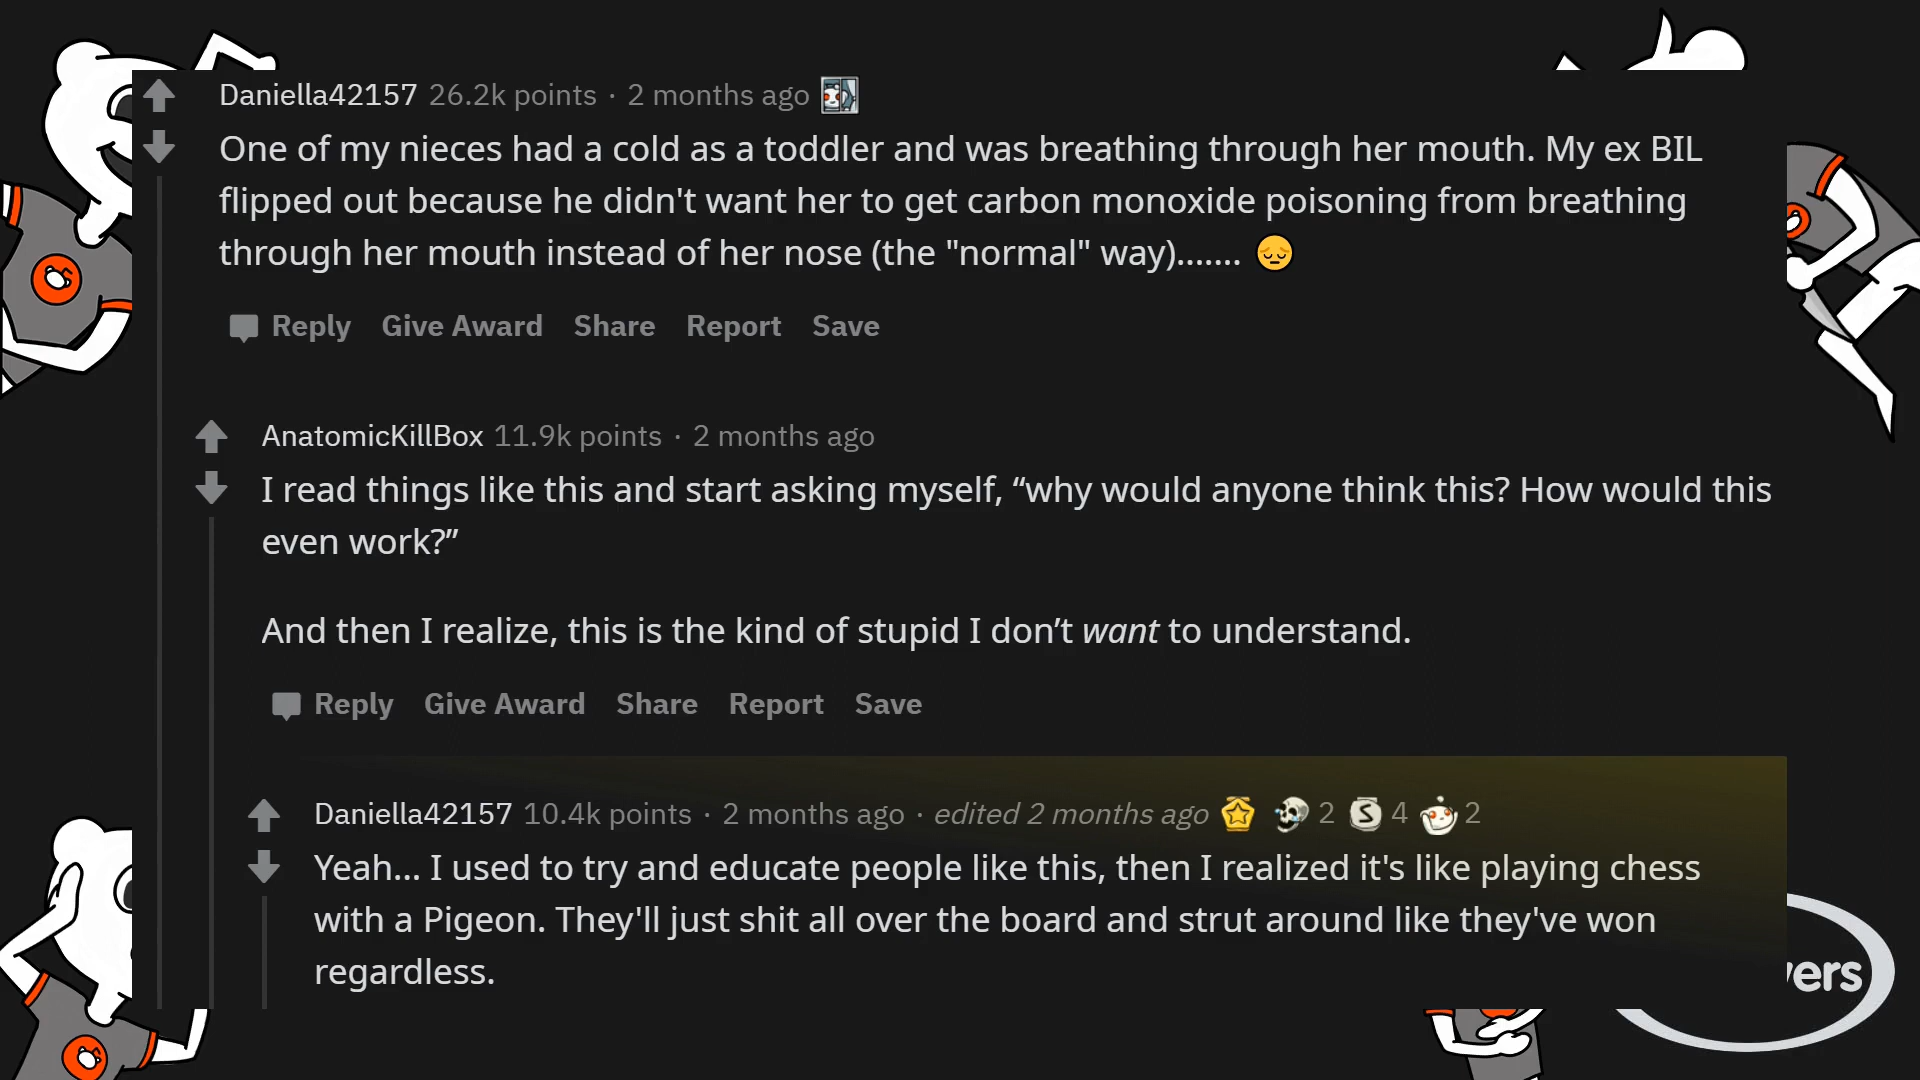 Daniella42157 26.2k points · 2 months ago
One of my nieces had a cold as a toddler and was breathing through her mouth. My ex BIL
flipped out because he didn't want her to get carbon monoxide poisoning from breathing
through her mouth instead of her nose (the "normal" way)....... 😔
Reply Give Award Share Report Save
AnatomicKillBox 11.9k points · 2 months ago
I read things like this and start asking myself, “why would anyone think this? How would this
even work?”
And then I realize, this is the kind of stupid I don’t want to understand.
Reply Give Award Share Report Save
Daniella42157 10.4k points · 2 months ago · edited 2 months ago 2 S 4 2
Yeah... I used to try and educate people like this, then I realized it's like playing chess
with a Pigeon. They'll just shit all over the board and strut around like they've won
regardless.